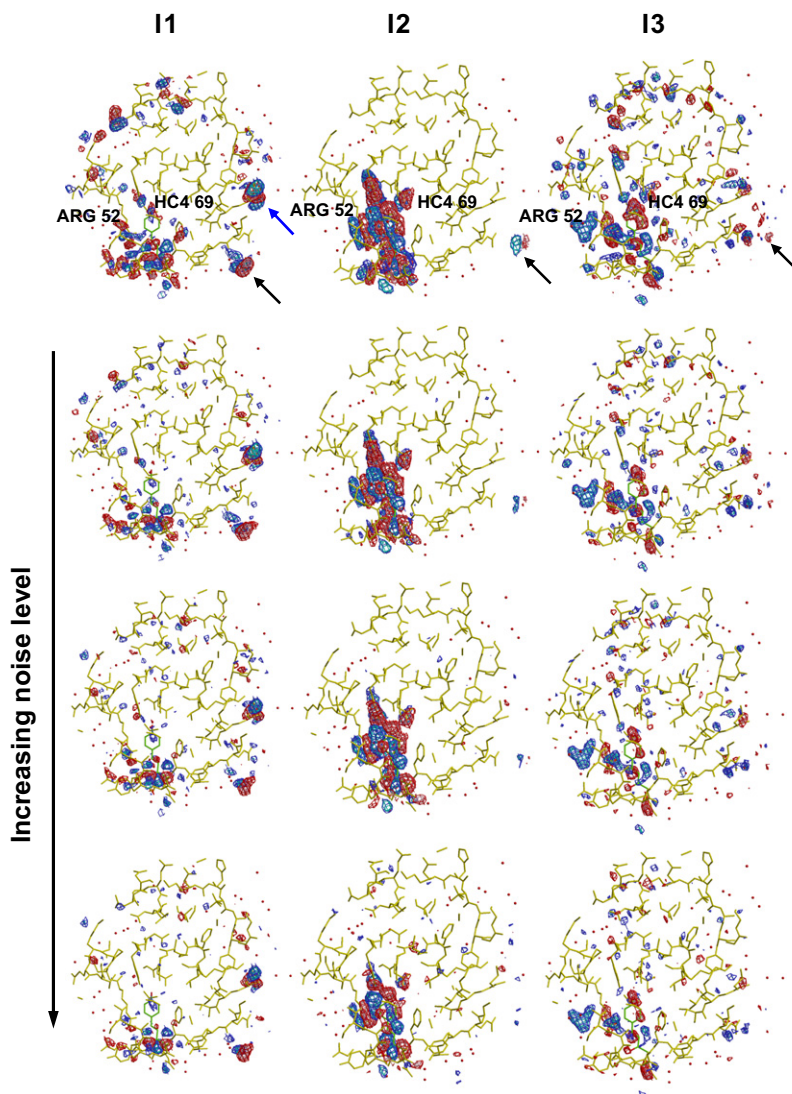 I1 I2 I3
ARG 52 HC4 69 ARG 52 HC4 69 ARG 52 HC4 69
Increasing noise level